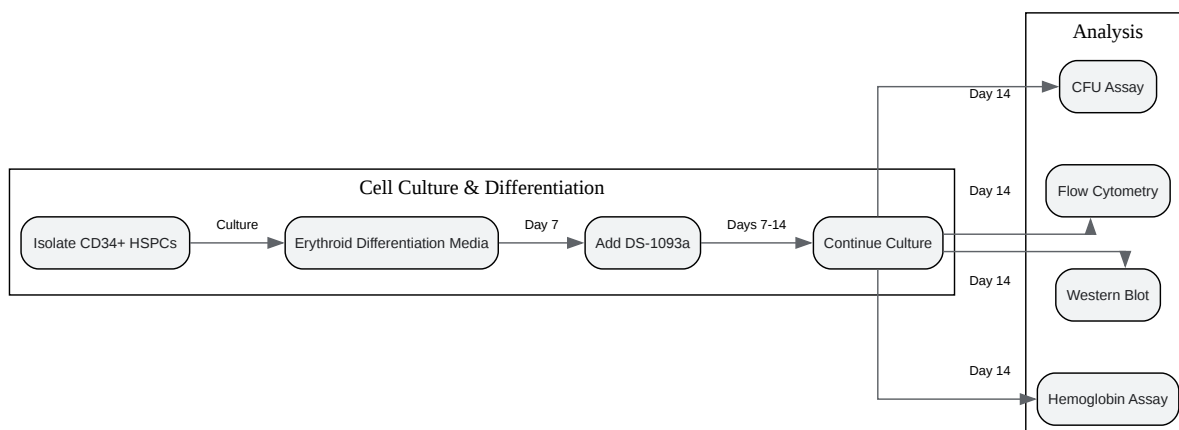 Analysis
CFU Assay
Day 14
Cell Culture & Differentiation
Day 14
Flow Cytometry
Isolate CD34+ HSPCs
Culture
Erythroid Differentiation Media
Day 7
Add DS-1093a
Days 7-14
Continue Culture
Day 14
Western Blot
Day 14
Hemoglobin Assay